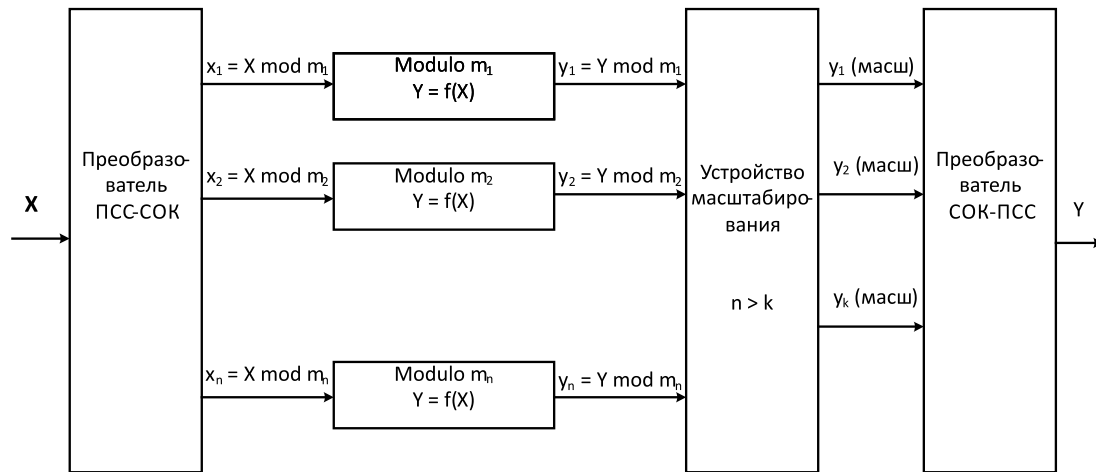 X
Преобразо-
ватель
ПСС-СОК
x₁ = X mod m₁
Modulo m₁
Y = f(X)
y₁ = Y mod m₁
x₂ = X mod m₂
Modulo m₂
Y = f(X)
y₂ = Y mod m₂
xₙ = X mod mₙ
Modulo mₙ
Y = f(X)
yₙ = Y mod mₙ
Устройство
масштабиро-
вания
n > k
y₁ (масш)
y₂ (масш)
yₖ (масш)
Преобразо-
ватель
СОК-ПСС
Y